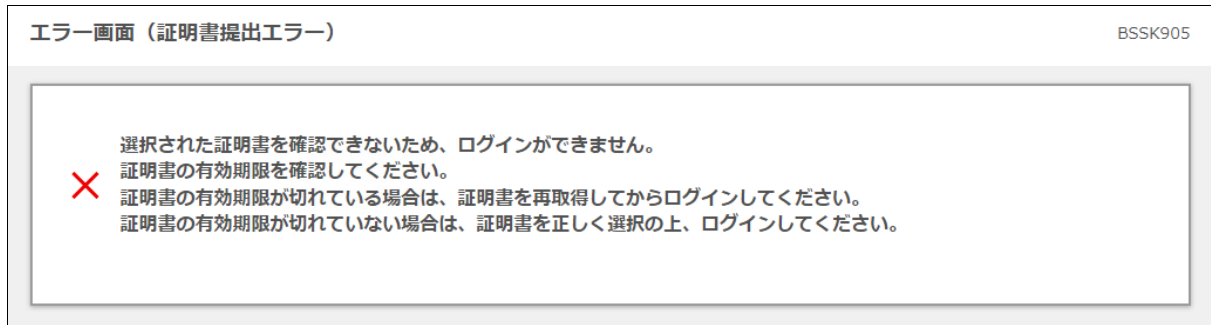 エラー画面（証明書提出エラー）
BSSK905
選択された証明書を確認できないため、ログインができません。
証明書の有効期限を確認してください。
証明書の有効期限が切れている場合は、証明書を再取得してからログインしてください。
証明書の有効期限が切れていない場合は、証明書を正しく選択の上、ログインしてください。